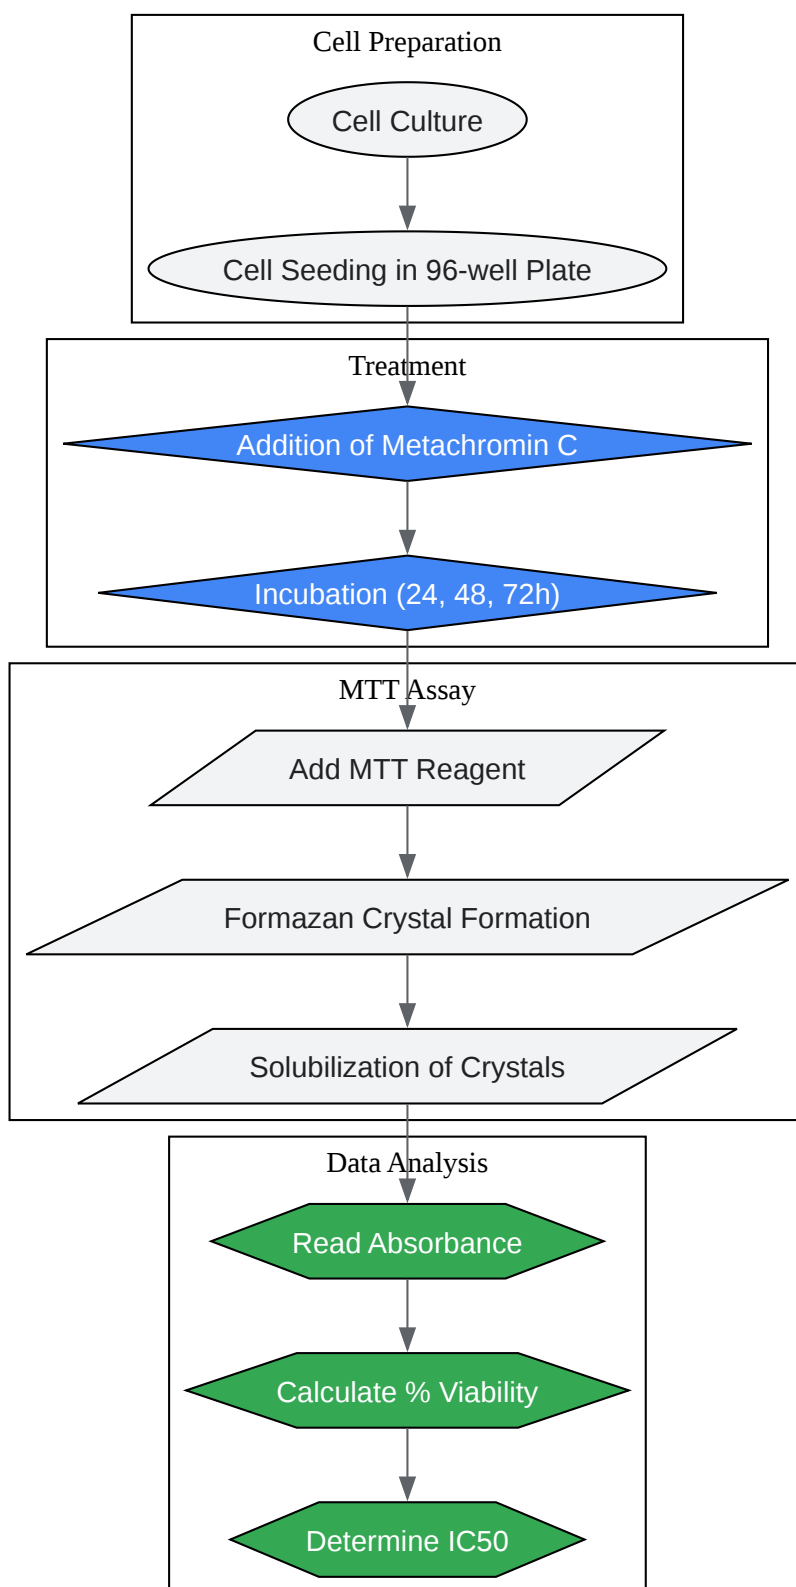 Cell Preparation
Cell Culture
Cell Seeding in 96-well Plate
Treatment
Addition of Metachromin C
Incubation (24, 48, 72h)
MTT Assay
Add MTT Reagent
Formazan Crystal Formation
Solubilization of Crystals
Data Analysis
Read Absorbance
Calculate % Viability
Determine IC50